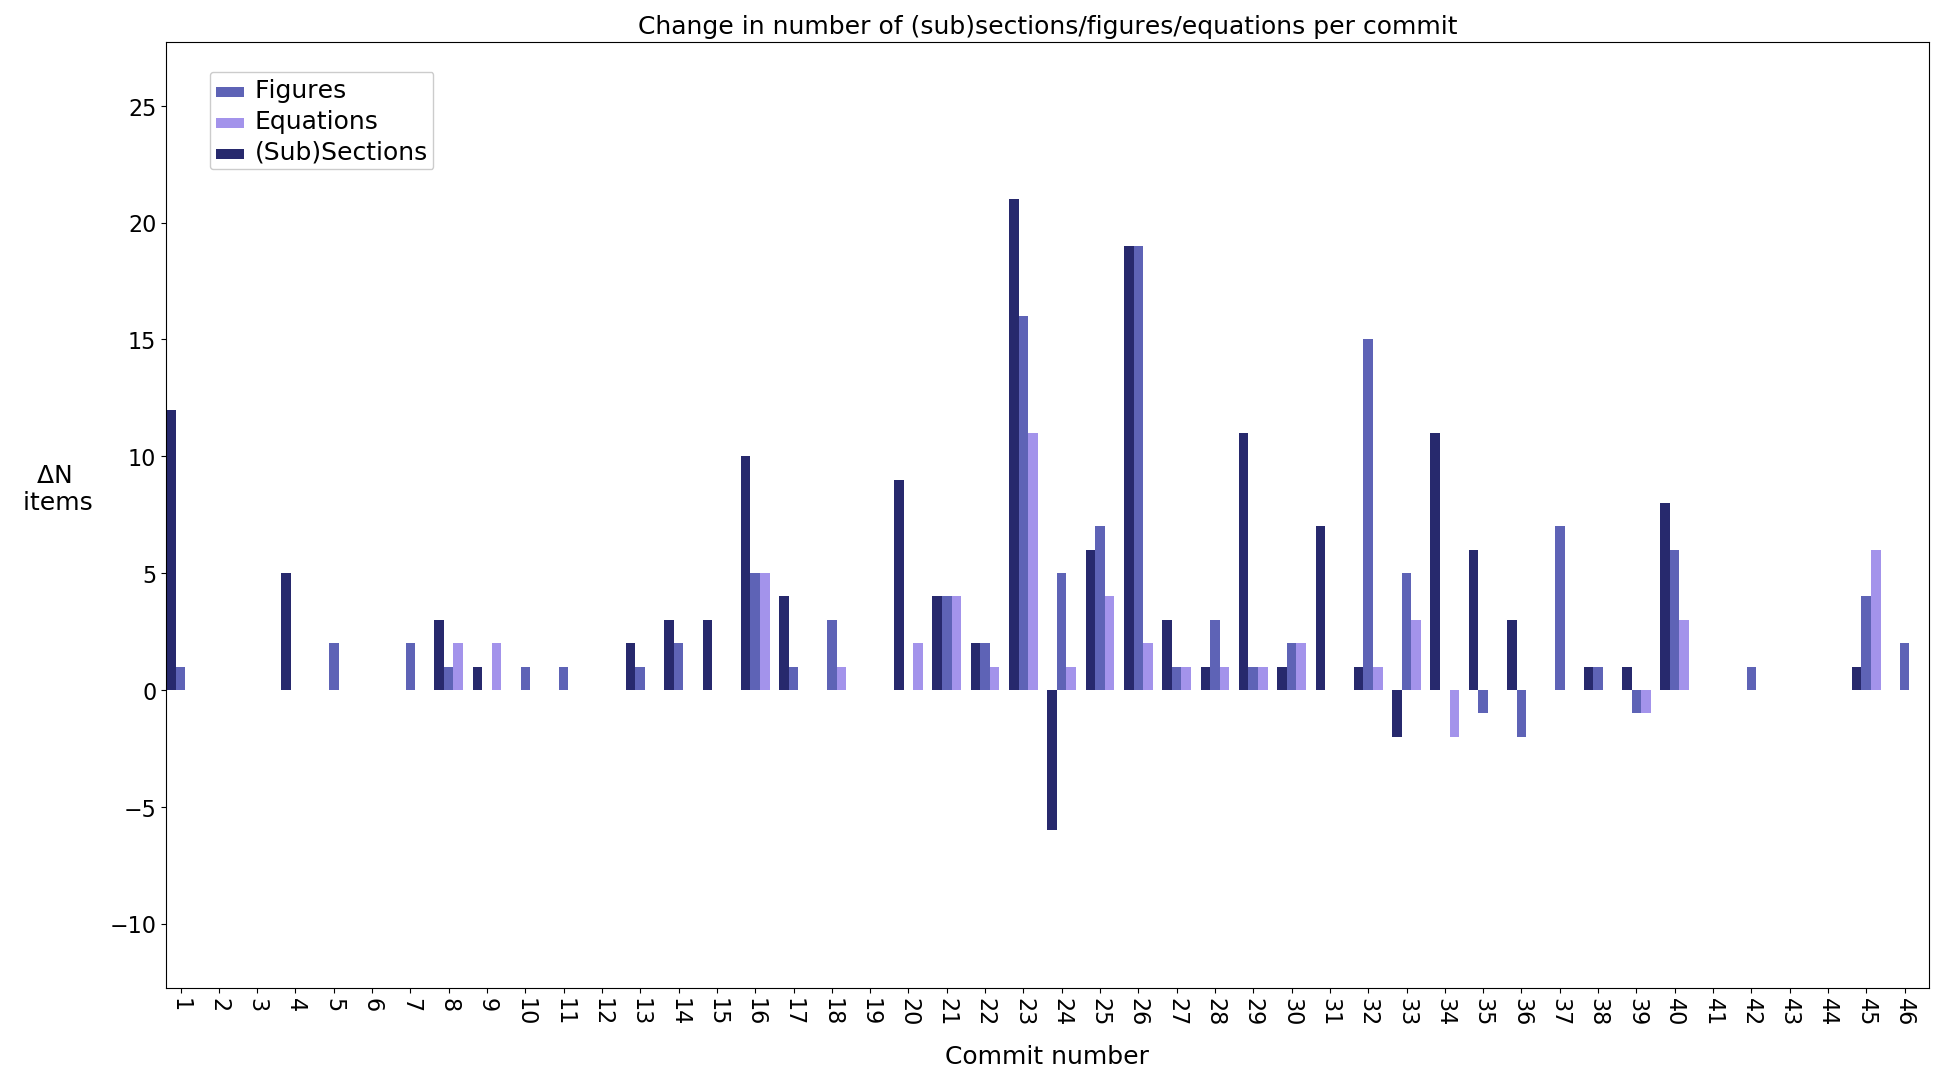 Change in number of (sub)sections/figures/equations per commit
Figures
Equations
(Sub)Sections
25
20
15
10
5
0
−5
−10
ΔN
items
1 2 3 4 5 6 7 8 9 10 11 12 13 14 15 16 17 18 19 20 21 22 23 24 25 26 27 28 29 30 31 32 33 34 35 36 37 38 39 40 41 42 43 44 45 46
Commit number